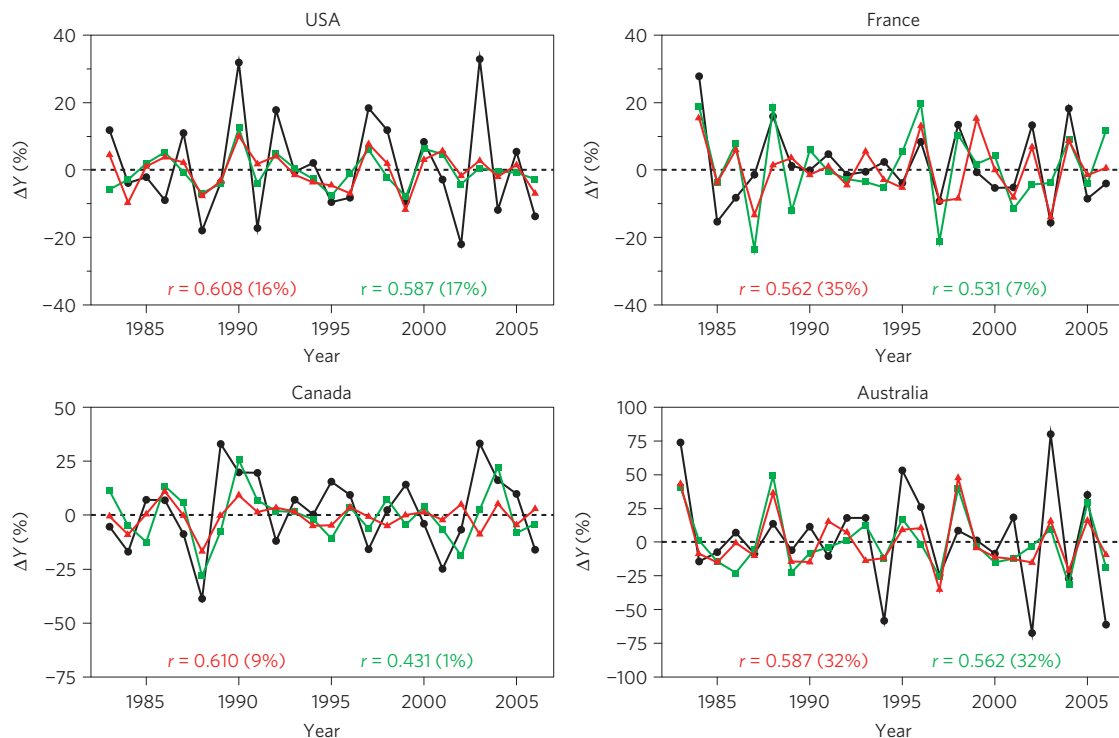 USA
40
20
0
−20
−40
ΔY (%)
r = 0.608 (16%) r = 0.587 (17%)
1985 1990 1995 2000 2005
Year
France
40
20
0
−20
−40
ΔY (%)
r = 0.562 (35%) r = 0.531 (7%)
1985 1990 1995 2000 2005
Year
Canada
50
25
0
−25
−50
−75
ΔY (%)
r = 0.610 (9%) r = 0.431 (1%)
1985 1990 1995 2000 2005
Year
Australia
100
75
50
25
0
−25
−50
−75
−100
ΔY (%)
r = 0.587 (32%) r = 0.562 (32%)
1985 1990 1995 2000 2005
Year